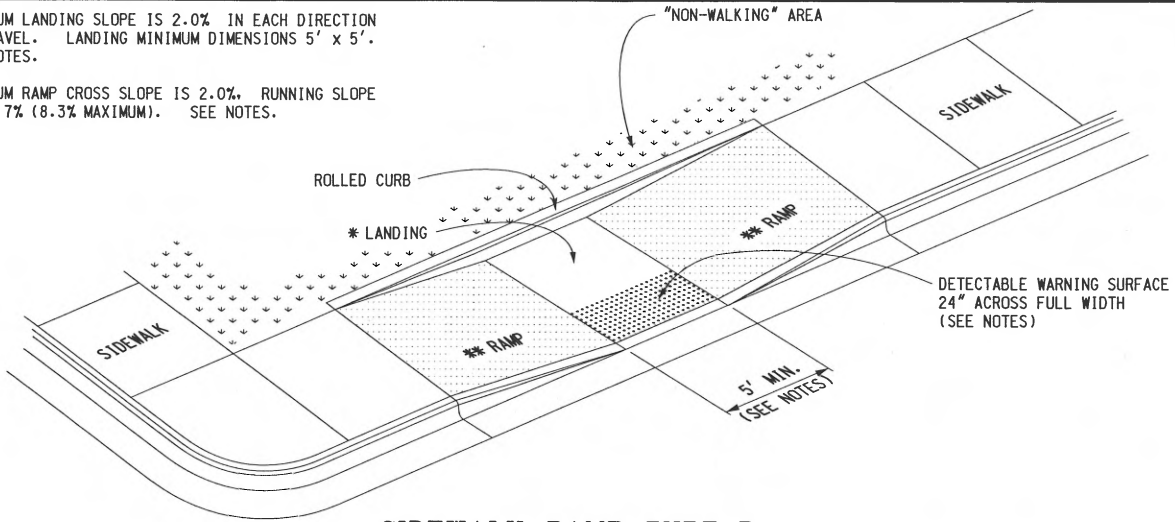 UM LANDING SLOPE IS 2.0% IN EACH DIRECTION
AVEL. LANDING MINIMUM DIMENSIONS 5' x 5'.
OTES.
UM RAMP CROSS SLOPE IS 2.0%, RUNNING SLOPE
7% (8.3% MAXIMUM). SEE NOTES.
"NON-WALKING" AREA
SIDEWALK
ROLLED CURB
* LANDING
** RAMP
DETECTABLE WARNING SURFACE
24" ACROSS FULL WIDTH
(SEE NOTES)
SIDEWALK
** RAMP
5' MIN.
(SEE NOTES)